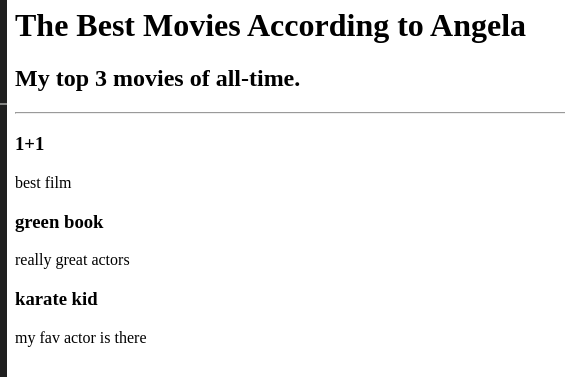 The Best Movies According to Angela
My top 3 movies of all-time.
1+1
best film
green book
really great actors
karate kid
my fav actor is there